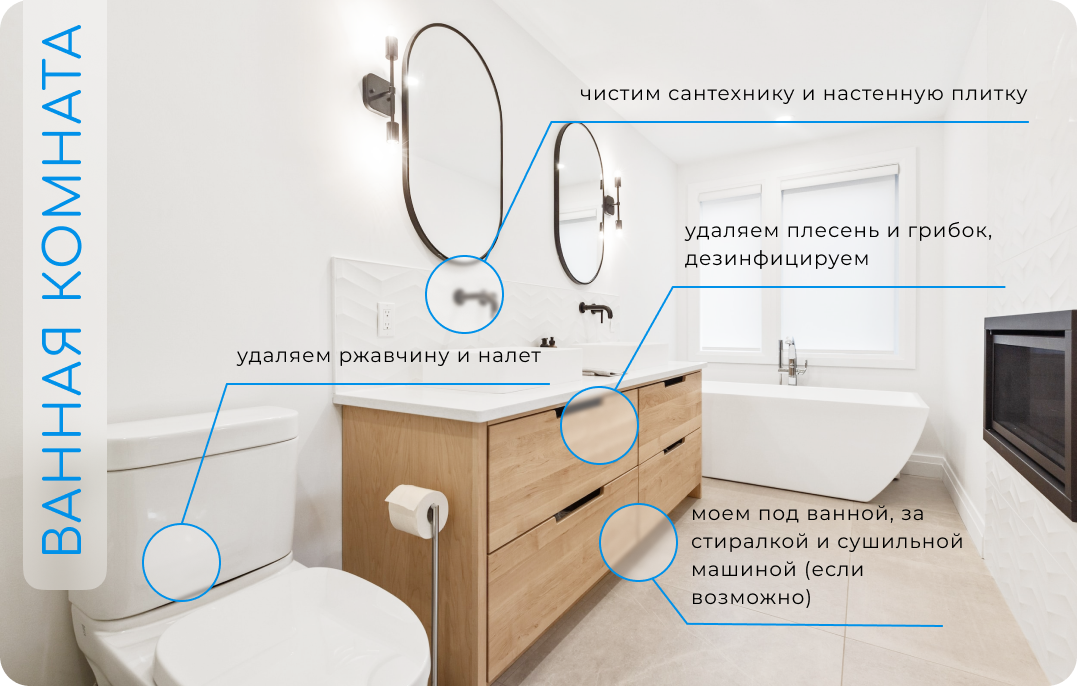 ВАННАЯ КОМНАТА
чистим сантехнику и настенную плитку
удаляем плесень и грибок,
дезинфицируем
удаляем ржавчину и налет
моем под ванной, за
стиралкой и сушильной
машиной (если
возможно)